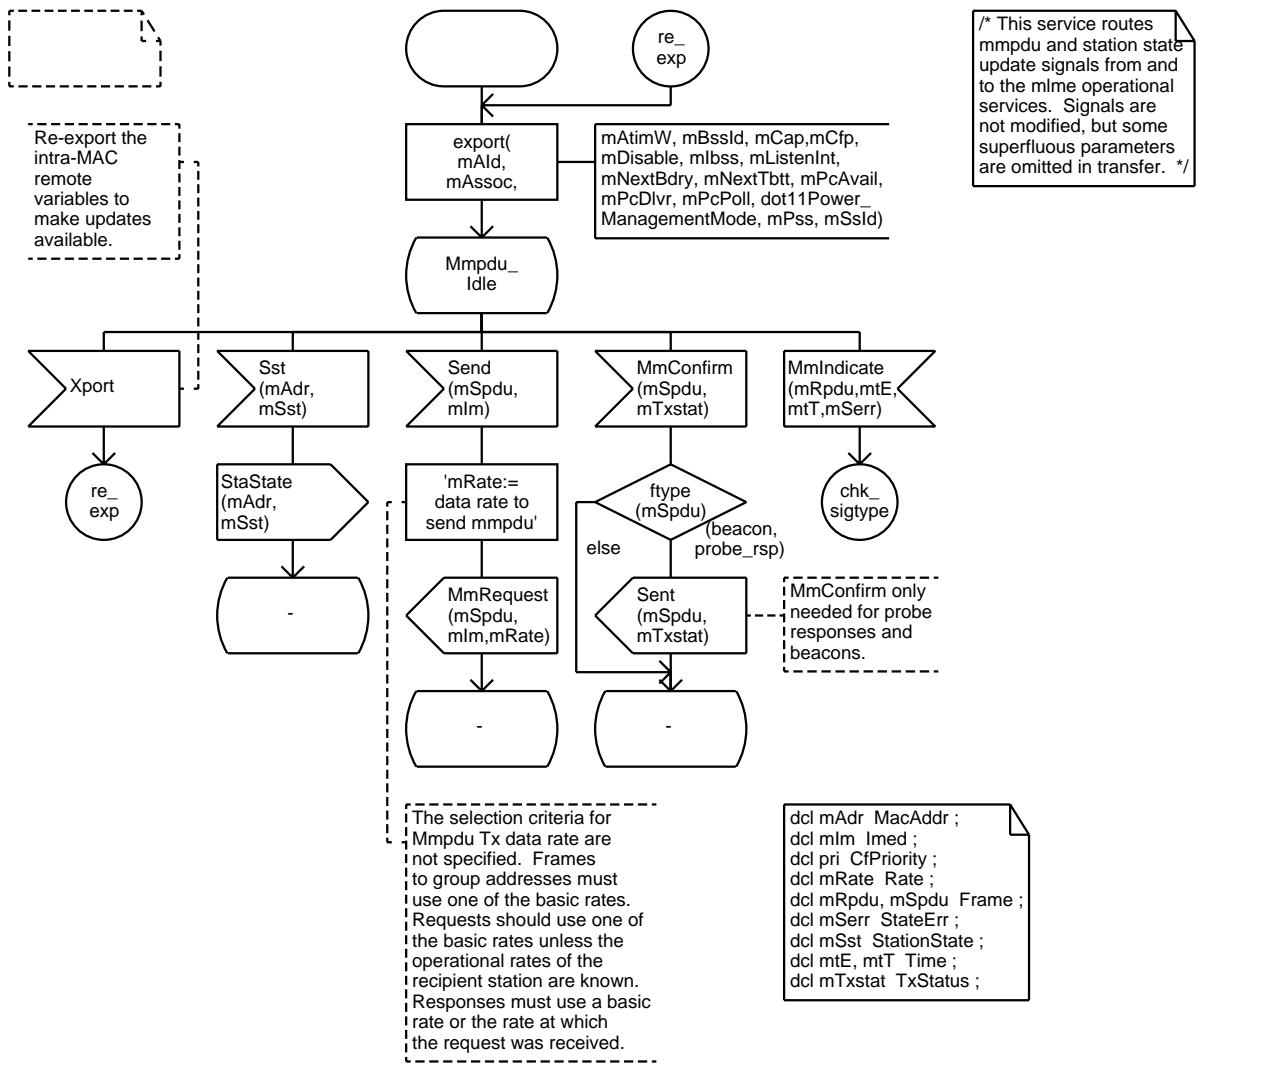 re_
exp
/* This service routes
mmpdu and station state
update signals from and
to the mlme operational
services.  Signals are
not modified, but some
superfluous parameters
are omitted in transfer.  */
Re-export the
intra-MAC
remote
variables to
make updates
available.
export(
mAId,
mAssoc,
mAtimW, mBssId, mCap,mCfp,
mDisable, mIbss, mListenInt,
mNextBdry, mNextTbtt, mPcAvail,
mPcDlvr, mPcPoll, dot11Power_
ManagementMode, mPss, mSsId)
Mmpdu_
Idle
Xport
Sst
(mAdr,
mSst)
Send
(mSpdu,
mIm)
MmConfirm
(mSpdu,
mTxstat)
MmIndicate
(mRpdu,mtE,
mtT,mSerr)
re_
exp
StaState
(mAdr,
mSst)
'mRate:=
data rate to
send mmpdu'
ftype
(mSpdu)
chk_
sigtype
else
(beacon,
probe_rsp)
-
MmRequest
(mSpdu,
mIm,mRate)
Sent
(mSpdu,
mTxstat)
MmConfirm only
needed for probe
responses and
beacons.
-
-
The selection criteria for
Mmpdu Tx data rate are
not specified.  Frames
to group addresses must
use one of the basic rates.
Requests should use one of
the basic rates unless the
operational rates of the
recipient station are known.
Responses must use a basic
rate or the rate at which
the request was received.
dcl mAdr  MacAddr ;
dcl mIm  Imed ;
dcl pri  CfPriority ;
dcl mRate  Rate ;
dcl mRpdu, mSpdu  Frame ;
dcl mSerr  StateErr ;
dcl mSst  StationState ;
dcl mtE, mtT  Time ;
dcl mTxstat  TxStatus ;